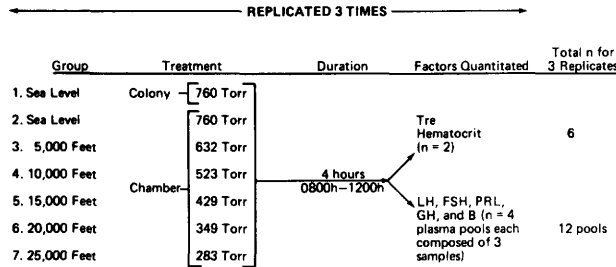 REPLICATED 3 TIMES
Total n for
Group Treatment Duration Factors Quantitated 3 Replicates
1. Sea Level Colony 760 Torr
2. Sea Level 760 Torr
3. 5,000 Feet 632 Torr
4. 10,000 Feet 523 Torr
5. 15,000 Feet Chamber 429 Torr
6. 20,000 Feet 349 Torr
7. 25,000 Feet 283 Torr
4 hours
0800h–1200h
Tre
Hematocrit 6
(n = 2)
LH, FSH, PRL,
GH, and B (n = 4
plasma pools each 12 pools
composed of 3
samples)